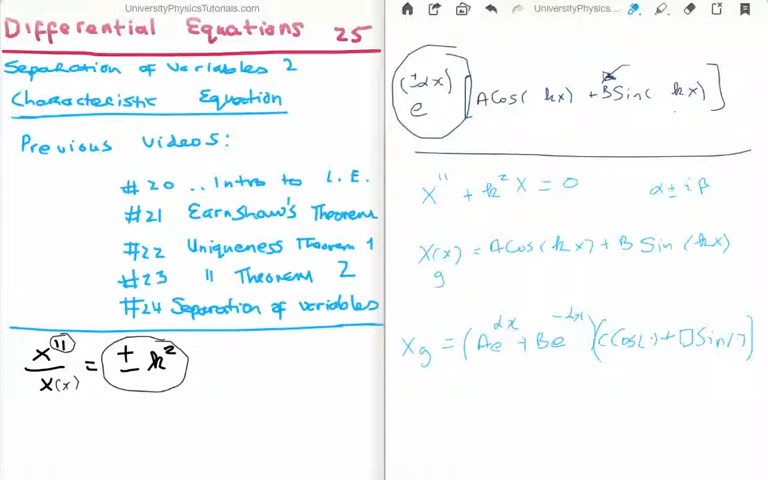 UniversityPhysicsTutorials.com
Differential Equations 25
Separation of Variables 2
Characteristic Equation
Previous Videos:
#20 .. Intro to L.E.
#21 Earnshaw's Theorem
#22 Uniqueness Theorem 1
#23 " Theorem 2
#24 Separation of variables
X'' / X(x) = ± k²
UniversityPhysics...
e^(±αx) [A Cos( kx) + B Sin( kx)]
X'' + k² X = 0 α ± iβ
X(x)g = A Cos(kx) + B Sin(kx)
Xg = (Ae^αx + Be^-αx)(C Cos(..) + D Sin(..)]